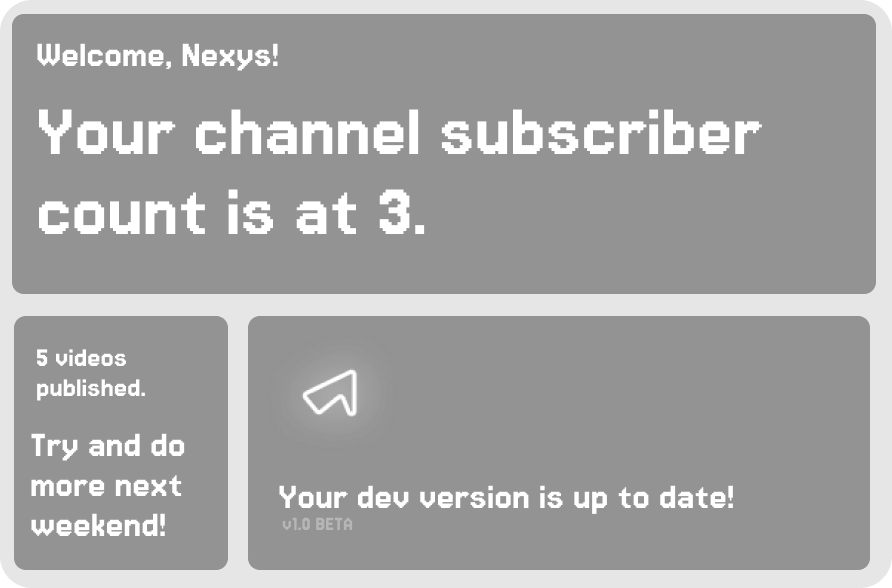 Welcome, Nexys!
Your channel subscriber
count is at 3.
5 videos
published.
Try and do
more next
weekend!
Your dev version is up to date!
v1.0 BETA